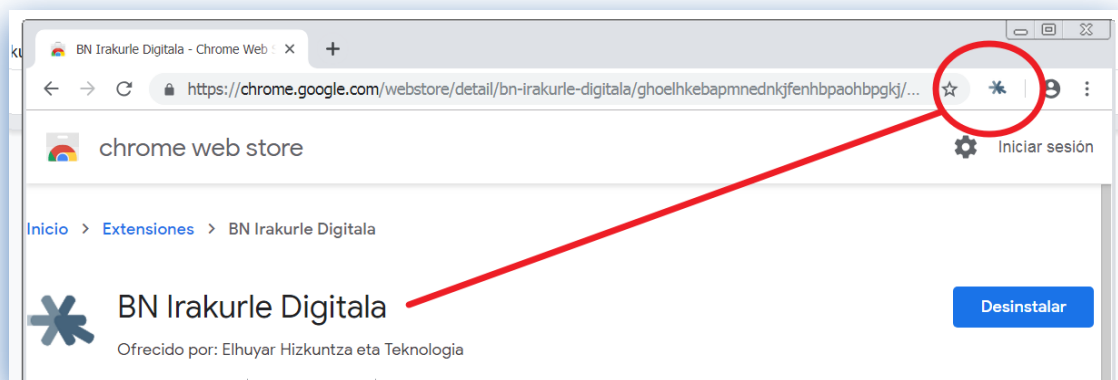 BN Irakurle Digitala - Chrome Web S
https://chrome.google.com/webstore/detail/bn-irakurle-digitala/ghoelhkebapmnednkjfenhbpaohbpgkj/...
chrome web store
Iniciar sesión
Inicio > Extensiones > BN Irakurle Digitala
BN Irakurle Digitala
Desinstalar
Ofrecido por: Elhuyar Hizkuntza eta Teknologia